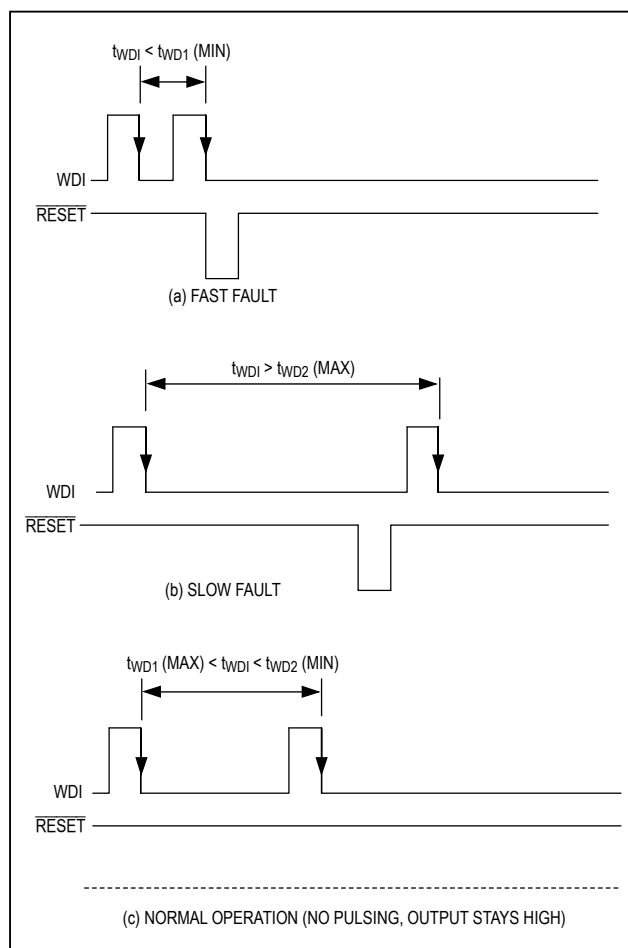 tWDI < tWD1 (MIN)
WDI
RESET
(a) FAST FAULT
tWDI > tWD2 (MAX)
WDI
RESET
(b) SLOW FAULT
tWD1 (MAX) < tWDI < tWD2 (MIN)
WDI
RESET
(c) NORMAL OPERATION (NO PULSING, OUTPUT STAYS HIGH)